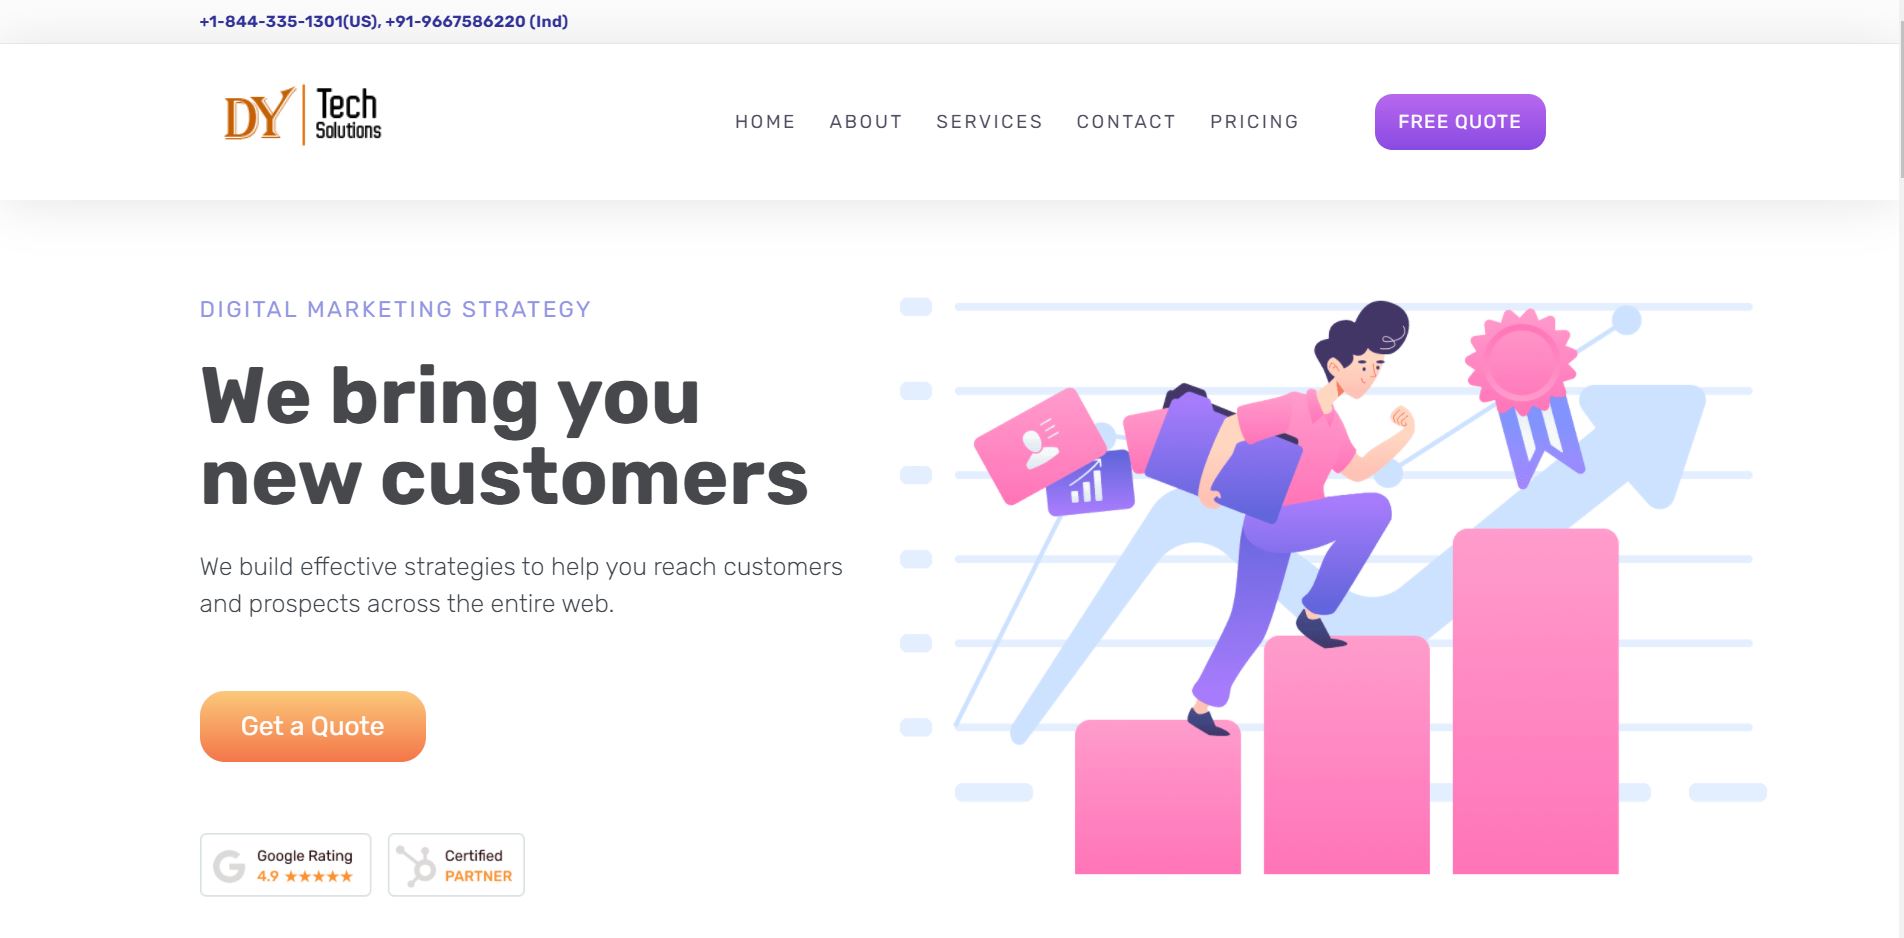 +1-844-335-1301(US), +91-9667586220 (Ind)
DY Tech
Solutions
HOME ABOUT SERVICES CONTACT PRICING FREE QUOTE
DIGITAL MARKETING STRATEGY
We bring you
new customers
We build effective strategies to help you reach customers
and prospects across the entire web.
Get a Quote
G Google Rating
4.9 ★★★★★
Certified
PARTNER